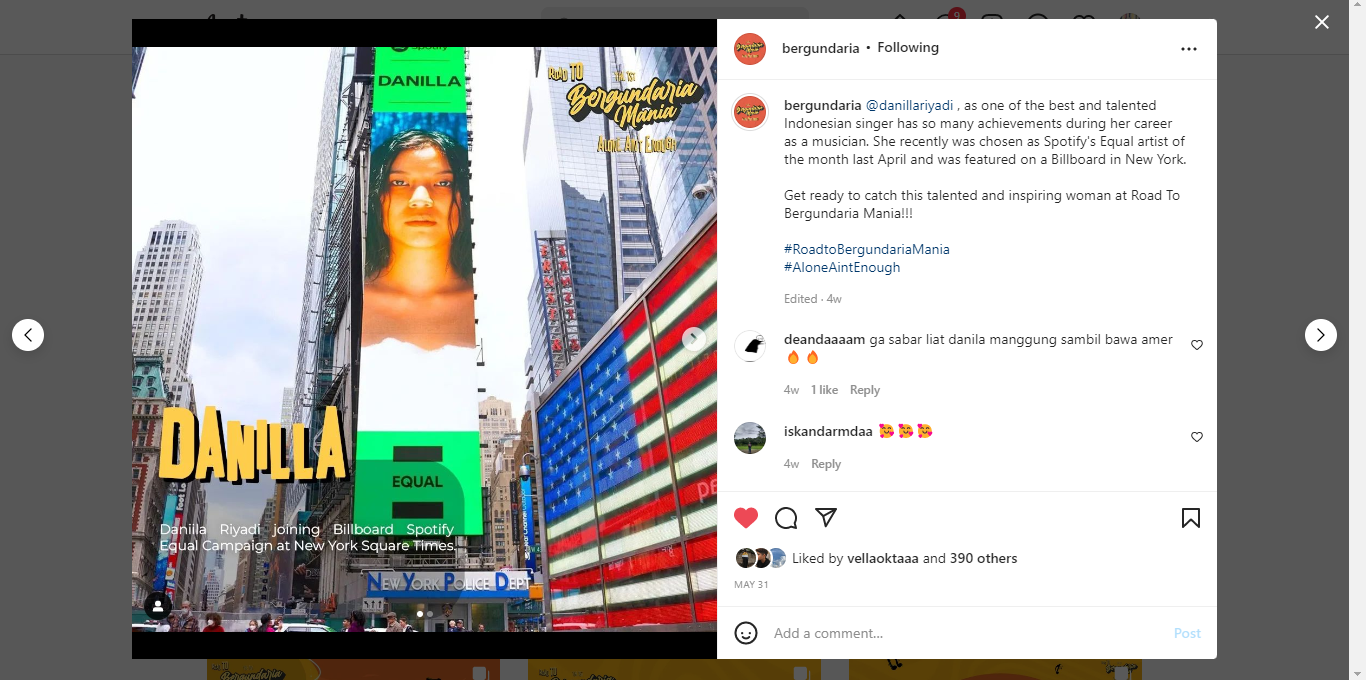 9
Spotify
DANILLA
Road TO
Bergundaria
Mania
Alone Aint Enough
EQUAL
DANILLA
Danilla Riyadi joining Billboard Spotify
Equal Campaign at New York Square Times.
NEW YORK POLICE DEPT
bergundaria • Following
bergundaria @danillariyadi , as one of the best and talented
Indonesian singer has so many achievements during her career
as a musician. She recently was chosen as Spotify's Equal artist of
the month last April and was featured on a Billboard in New York.
Get ready to catch this talented and inspiring woman at Road To
Bergundaria Mania!!!
#RoadtoBergundariaMania
#AloneAintEnough
Edited · 4w
deandaaaam ga sabar liat danila manggung sambil bawa amer
🔥 🔥
4w 1 like Reply
iskandarmdaa 🥰 🥰 🥰
4w Reply
Liked by vellaoktaaa and 390 others
MAY 31
Add a comment...
Post